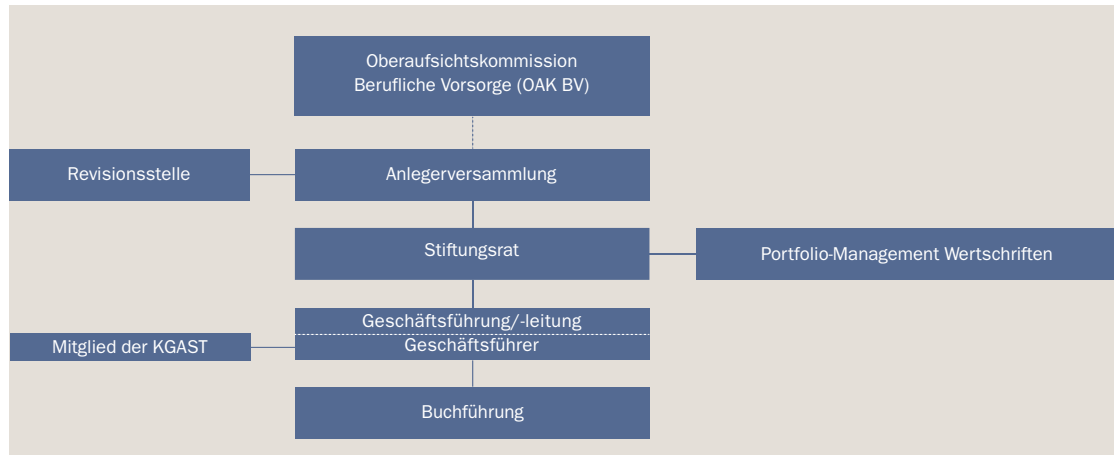 Oberaufsichtskommission
Berufliche Vorsorge (OAK BV)
Revisionsstelle
Anlegerversammlung
Stiftungsrat
Portfolio-Management Wertschriften
Geschäftsführung/-leitung
Mitglied der KGAST
Geschäftsführer
Buchführung